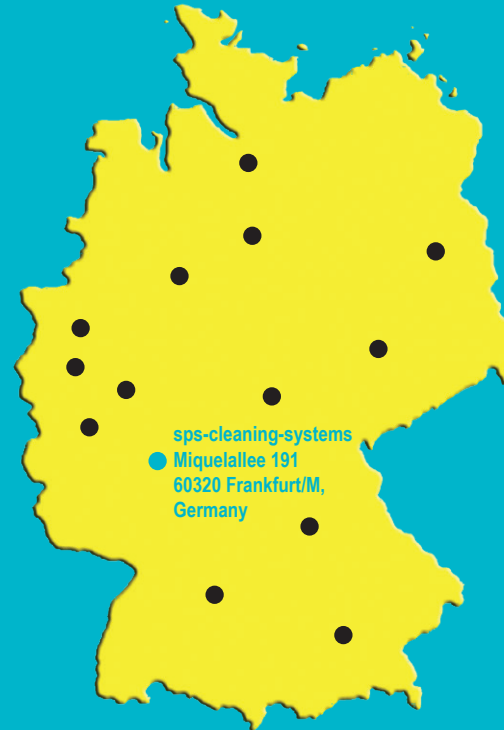 sps-cleaning-systems
Miquelallee 191
60320 Frankfurt/M,
Germany